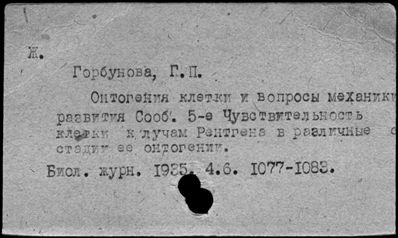 Ж.
Горбунова, Г.П.
Онтогения клетки и вопросы механики
развития Сооб. 5-е Чувствительность
клетки к лучам Рентгена в различные с
стадии ее онтогении.
Биол. журн. 1935. 4.6. 1077-1083.